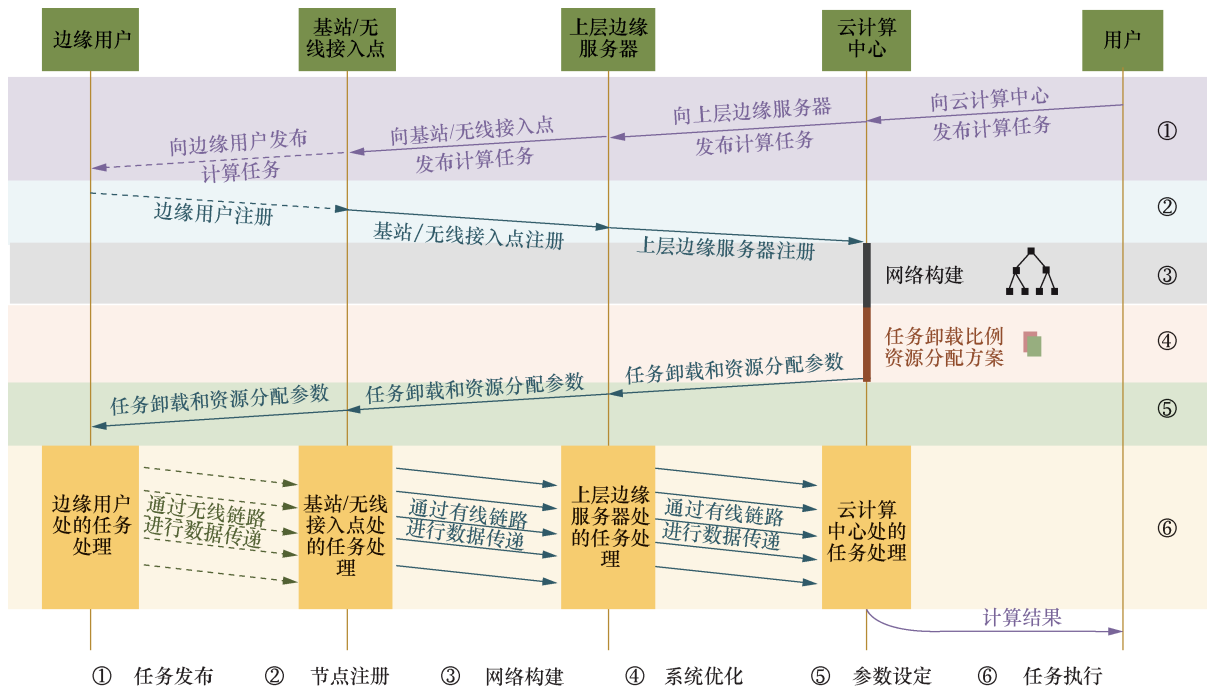 边缘用户
基站/无
线接入点
上层边缘
服务器
云计算
中心
用户
向云计算中心
发布计算任务
向上层边缘服务器
发布计算任务
向基站/无线接入点
发布计算任务
向边缘用户发布
计算任务
①
边缘用户注册
基站/无线接入点注册
上层边缘服务器注册
②
网络构建
③
任务卸载比例
资源分配方案
④
任务卸载和资源分配参数
任务卸载和资源分配参数
任务卸载和资源分配参数
⑤
边缘用户
处的任务
处理
通过无线链路
进行数据传递
基站/无线
接入点处
的任务处
理
通过有线链路
进行数据传递
上层边缘
服务器处
的任务处
理
通过有线链路
进行数据传递
云计算
中心处的
任务处理
⑥
计算结果
① 任务发布 ② 节点注册 ③ 网络构建 ④ 系统优化 ⑤ 参数设定 ⑥ 任务执行